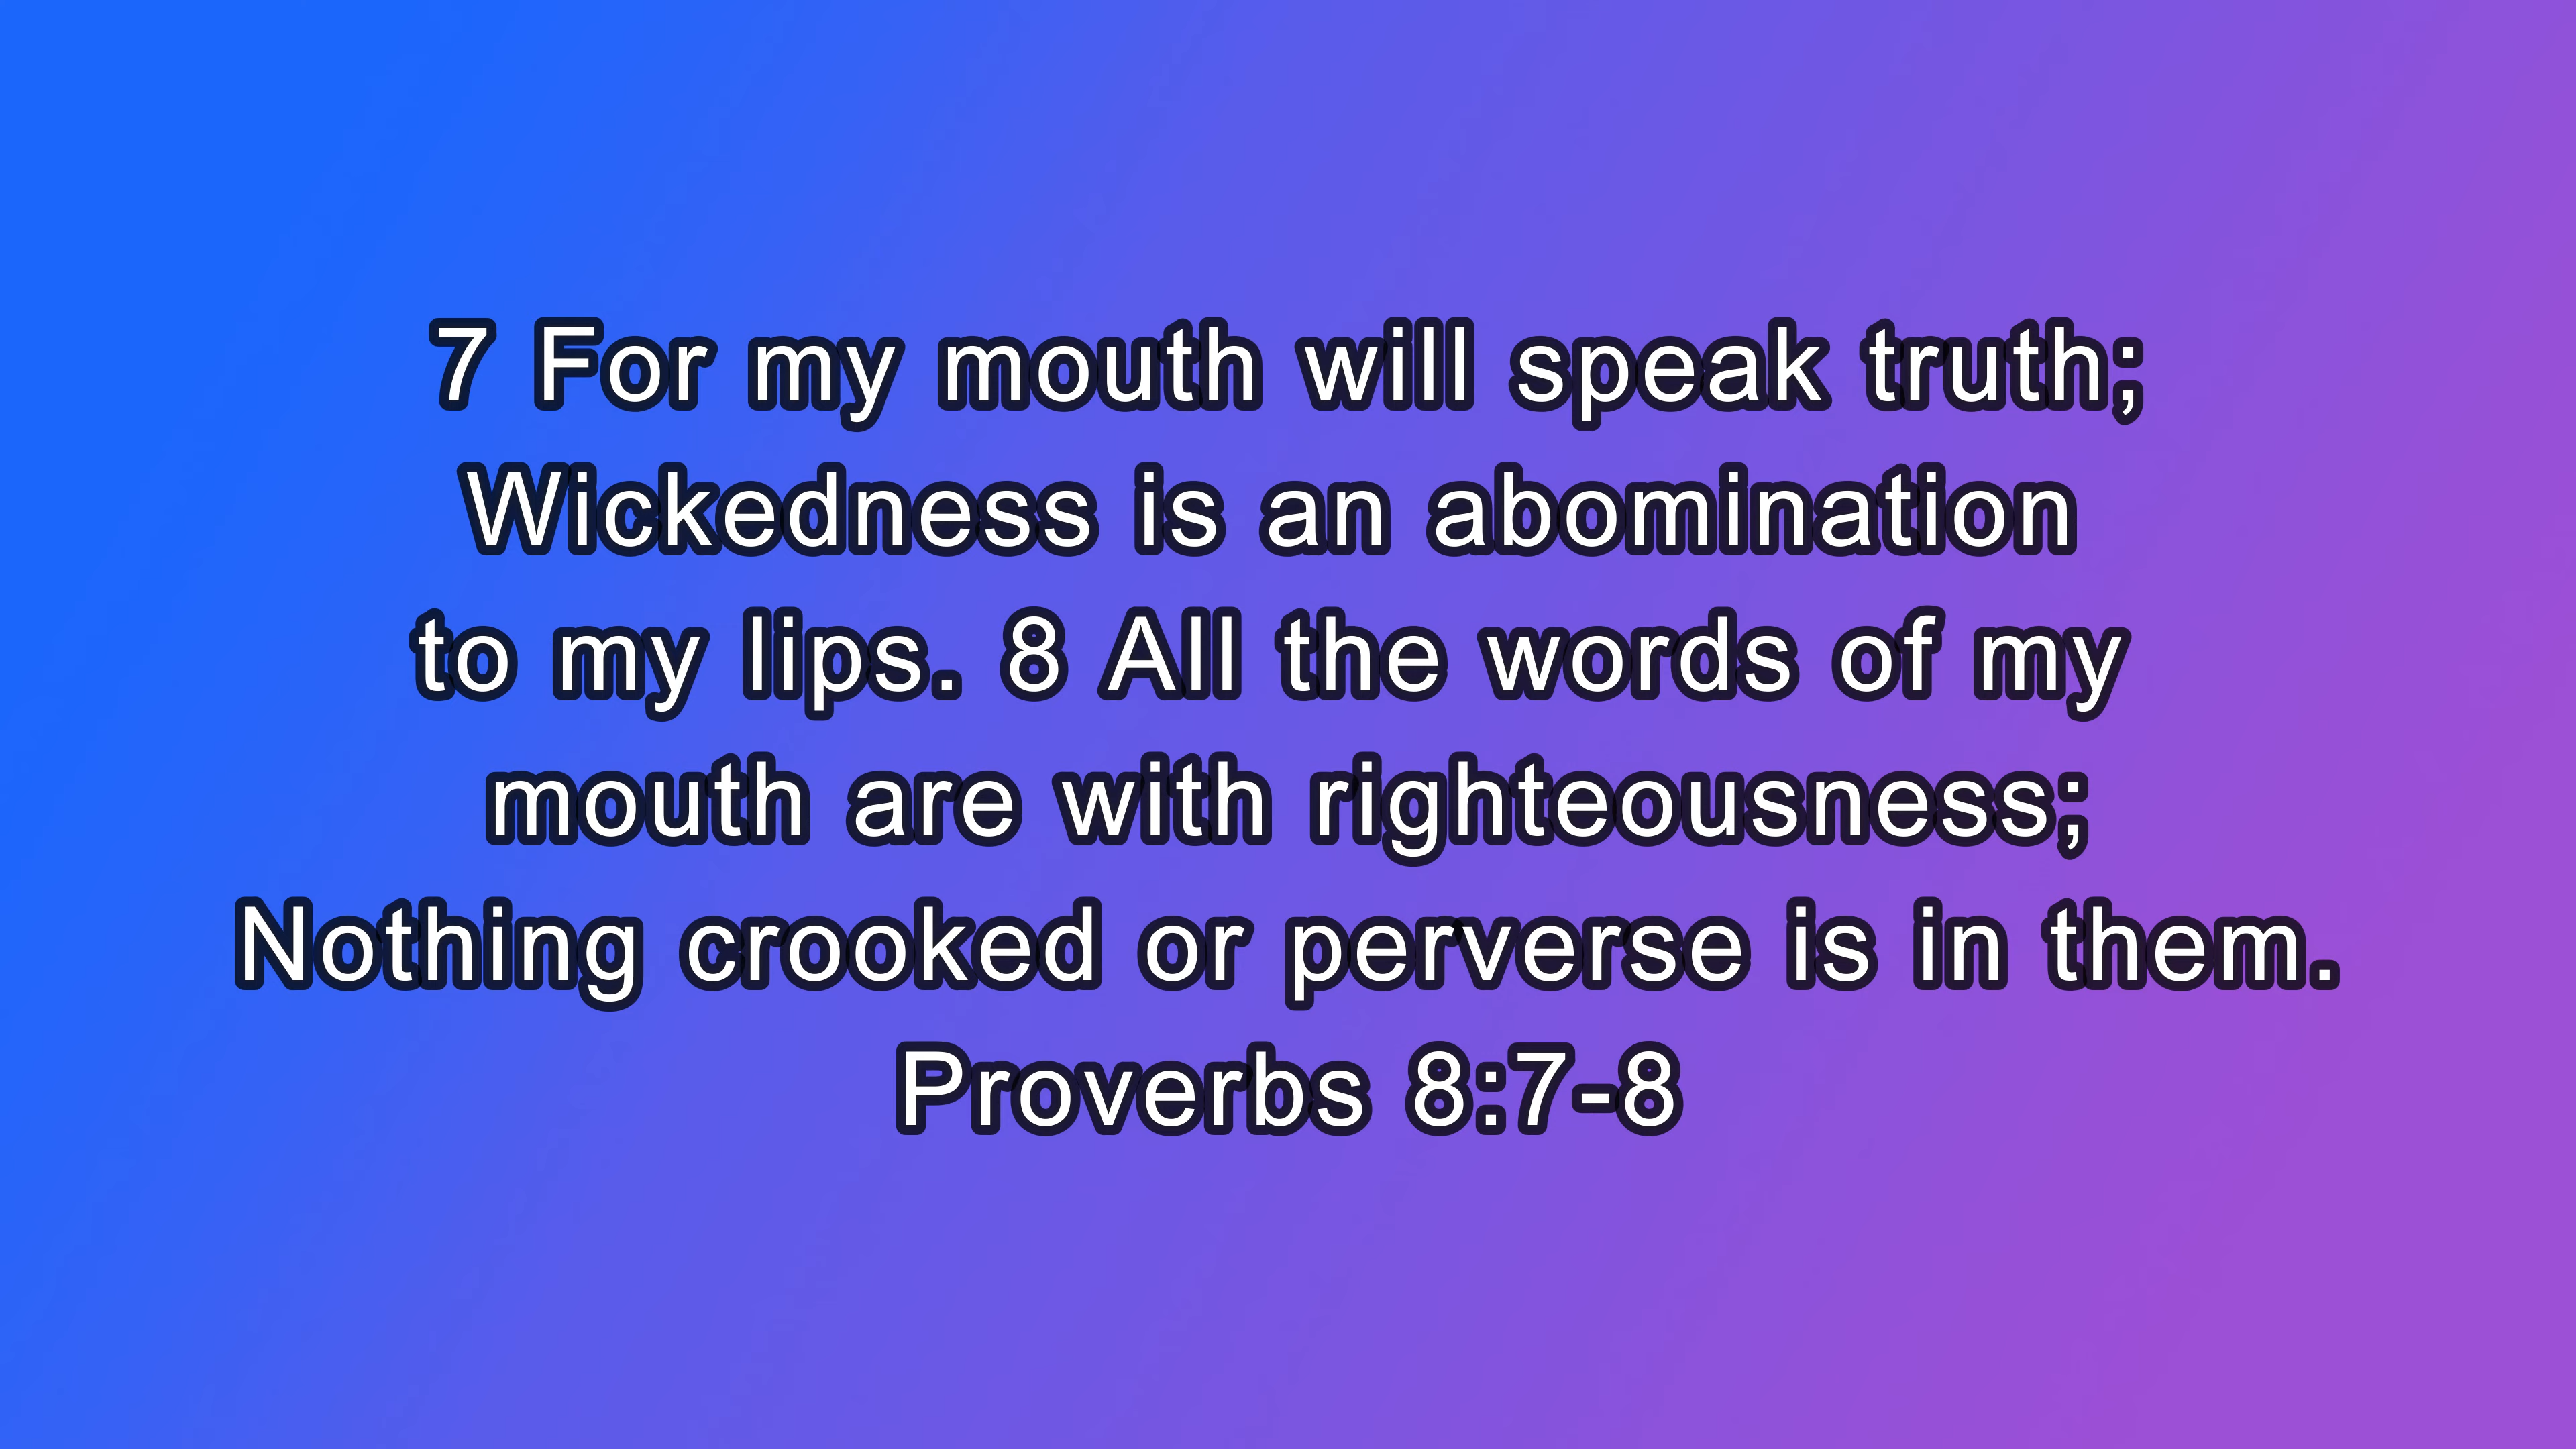 7 For my mouth will speak truth;
Wickedness is an abomination
to my lips. 8 All the words of my
mouth are with righteousness;
Nothing crooked or perverse is in them.
Proverbs 8:7-8